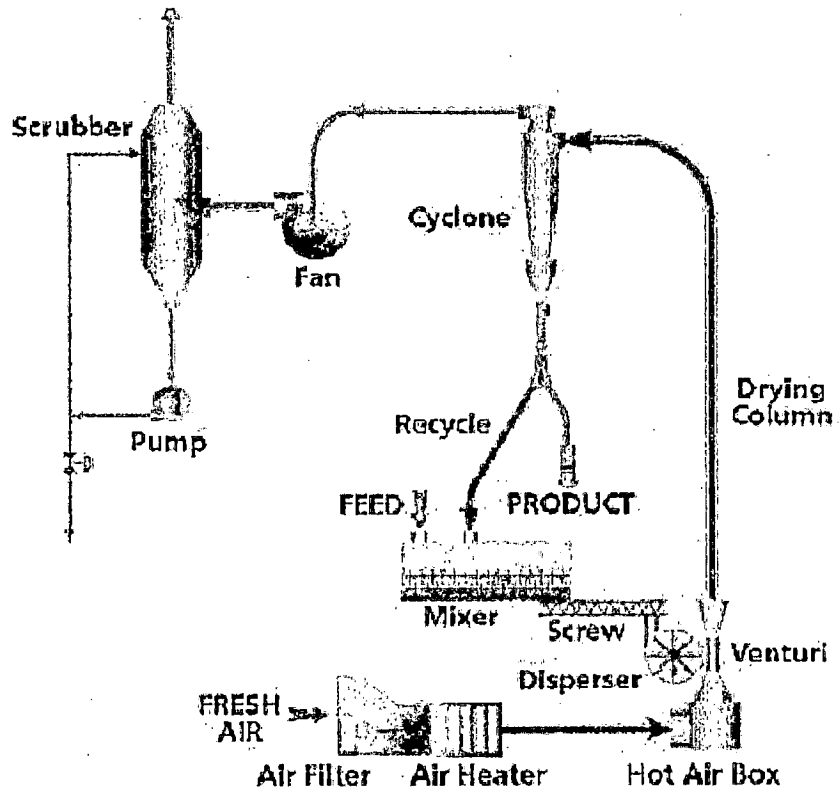 Scrubber
Cyclone
Fan
Drying
Column
Recycle
Pump
FEED
PRODUCT
Mixer
Screw
Venturi
Disperser
FRESH
AIR
Air Filter
Air Heater
Hot Air Box